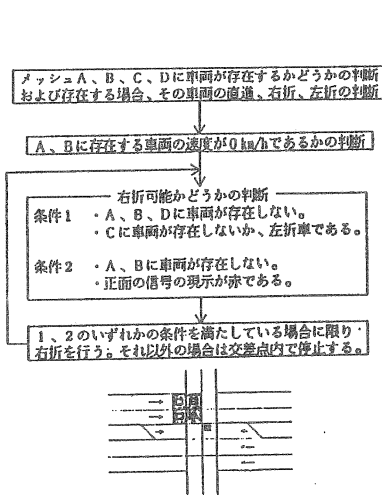 メッシュA、B、C、Dに車両が存在するかどうかの判断
および存在する場合、その車両の直進、右折、左折の判断
A、Bに存在する車両の速度が0km/hであるかの判断
右折可能かどうかの判断
条件1 ・A、B、Dに車両が存在しない。
・Cに車両が存在しないか、左折車である。
条件2 ・A、Bに車両が存在しない。
・正面の信号の現示が赤である。
1、2のいずれかの条件を満たしている場合に限り・
右折を行う。それ以外の場合は交差点内で停止する。